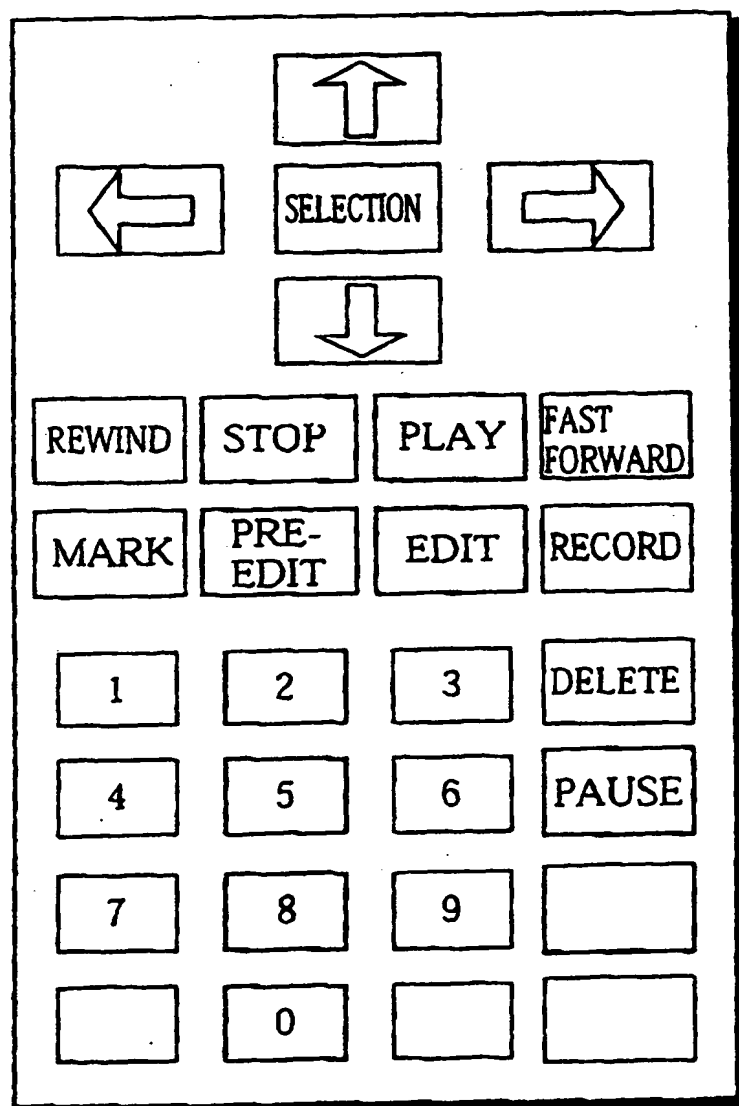 SELECTION
REWIND STOP PLAY FAST FORWARD
MARK PRE-EDIT EDIT RECORD
1 2 3 DELETE
4 5 6 PAUSE
7 8 9
0